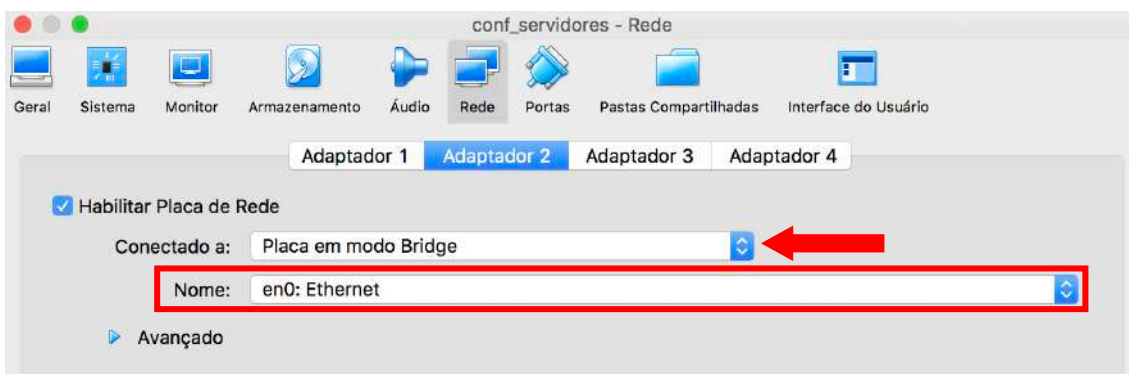 conf_servidores - Rede
Geral Sistema Monitor Armazenamento Áudio Rede Portas Pastas Compartilhadas Interface do Usuário
Adaptador 1 Adaptador 2 Adaptador 3 Adaptador 4
Habilitar Placa de Rede
Conectado a: Placa em modo Bridge
Nome: en0: Ethernet
Avançado